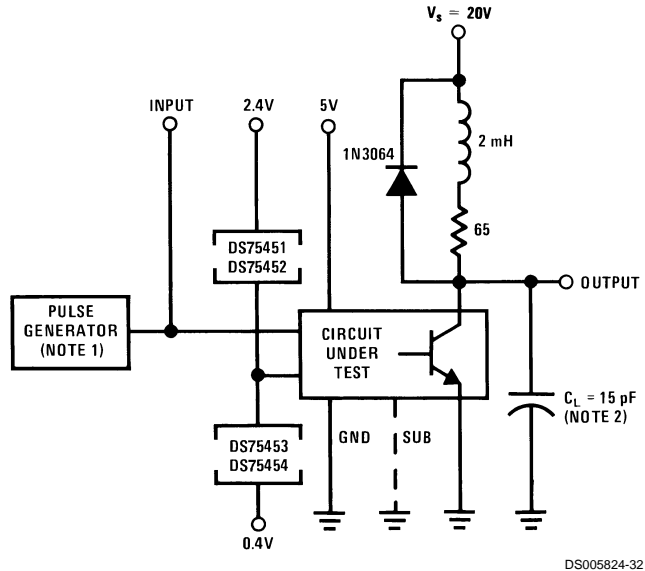 Vs = 20V
INPUT
2.4V
5V
1N3064
2 mH
65
DS75451
DS75452
OUTPUT
PULSE
GENERATOR
(NOTE 1)
CIRCUIT
UNDER
TEST
CL = 15 pF
(NOTE 2)
DS75453
DS75454
GND
SUB
0.4V
DS005824-32